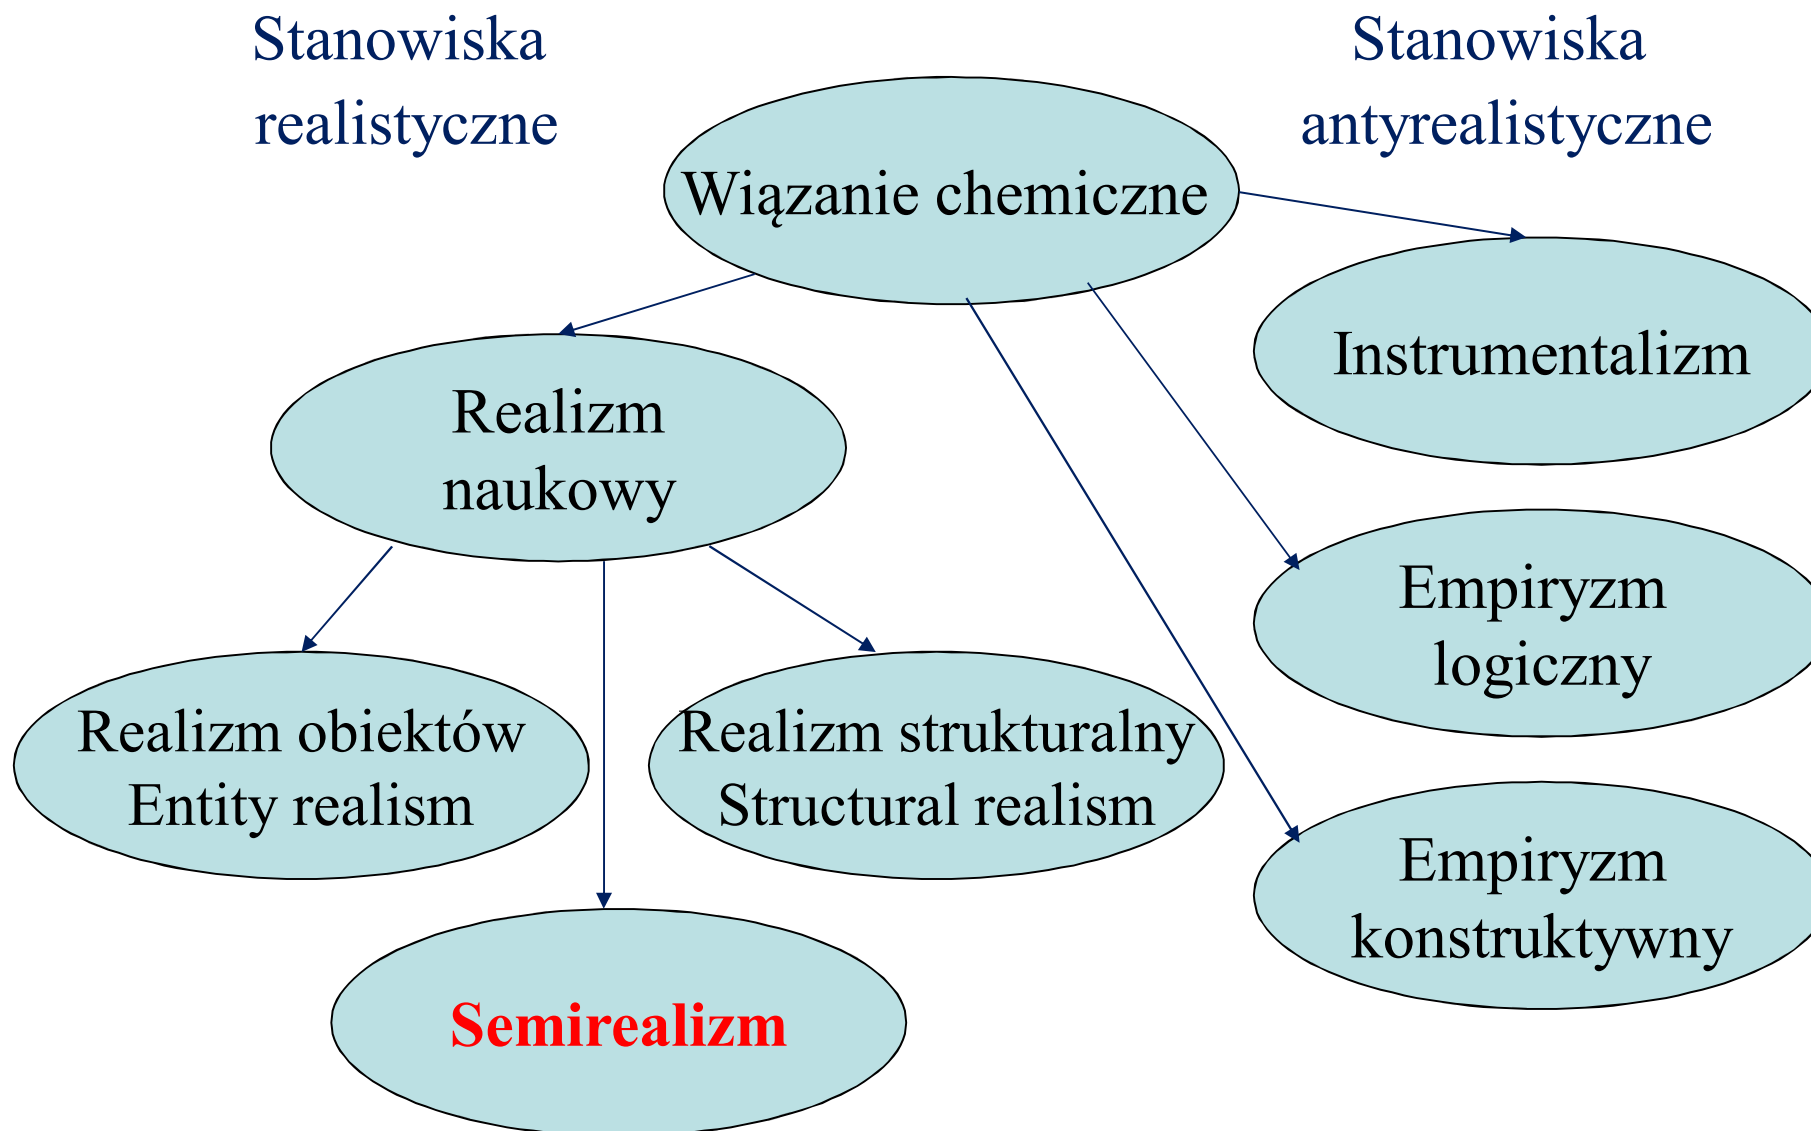 Stanowiska
realistyczne
Stanowiska
antyrealistyczne
Wiązanie chemiczne
Instrumentalizm
Realizm
naukowy
Empiryzm
logiczny
Realizm obiektów
Entity realism
Realizm strukturalny
Structural realism
Empiryzm
konstruktywny
Semirealizm